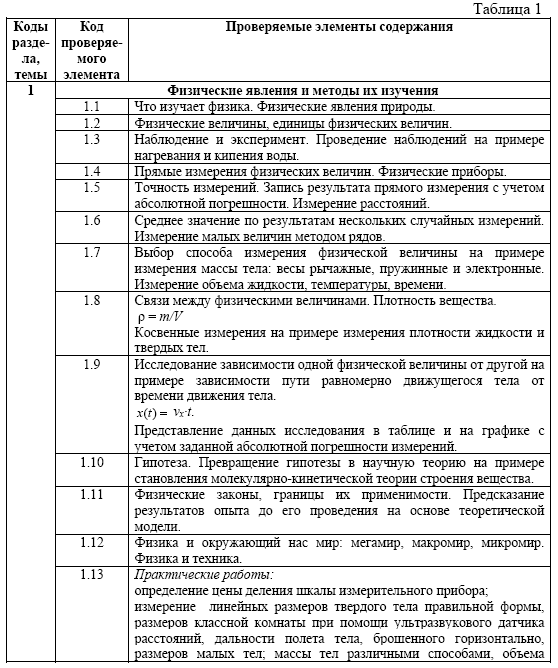 Таблица 1
Коды разде-ла, темы
Код проверяе-мого элемента
Проверяемые элементы содержания
1
Физические явления и методы их изучения
1.1 Что изучает физика. Физические явления природы.
1.2 Физические величины, единицы физических величин.
1.3 Наблюдение и эксперимент. Проведение наблюдений на примере
нагревания и кипения воды.
1.4 Прямые измерения физических величин. Физические приборы.
1.5 Точность измерений. Запись результата прямого измерения с учетом
абсолютной погрешности. Измерение расстояний.
1.6 Среднее значение по результатам нескольких случайных измерений.
Измерение малых величин методом рядов.
1.7 Выбор способа измерения физической величины на примере
измерения массы тела: весы рычажные, пружинные и электронные.
Измерение объема жидкости, температуры, времени.
1.8 Связи между физическими величинами. Плотность вещества.
ρ = m/V
Косвенные измерения на примере измерения плотности жидкости и
твердых тел.
1.9 Исследование зависимости одной физической величины от другой на
примере зависимости пути равномерно движущегося тела от
времени движения тела.
x(t) = vₓ·t.
Представление данных исследования в таблице и на графике с
учетом заданной абсолютной погрешности измерений.
1.10 Гипотеза. Превращение гипотезы в научную теорию на примере
становления молекулярно-кинетической теории строения вещества.
1.11 Физические законы, границы их применимости. Предсказание
результатов опыта до его проведения на основе теоретической
модели.
1.12 Физика и окружающий нас мир: мегамир, макромир, микромир.
Физика и техника.
1.13 Практические работы:
определение цены деления шкалы измерительного прибора;
измерение линейных размеров твердого тела правильной формы,
размеров классной комнаты при помощи ультразвукового датчика
расстояний, дальности полета тела, брошенного горизонтально,
размеров малых тел; массы тел различными способами, объема